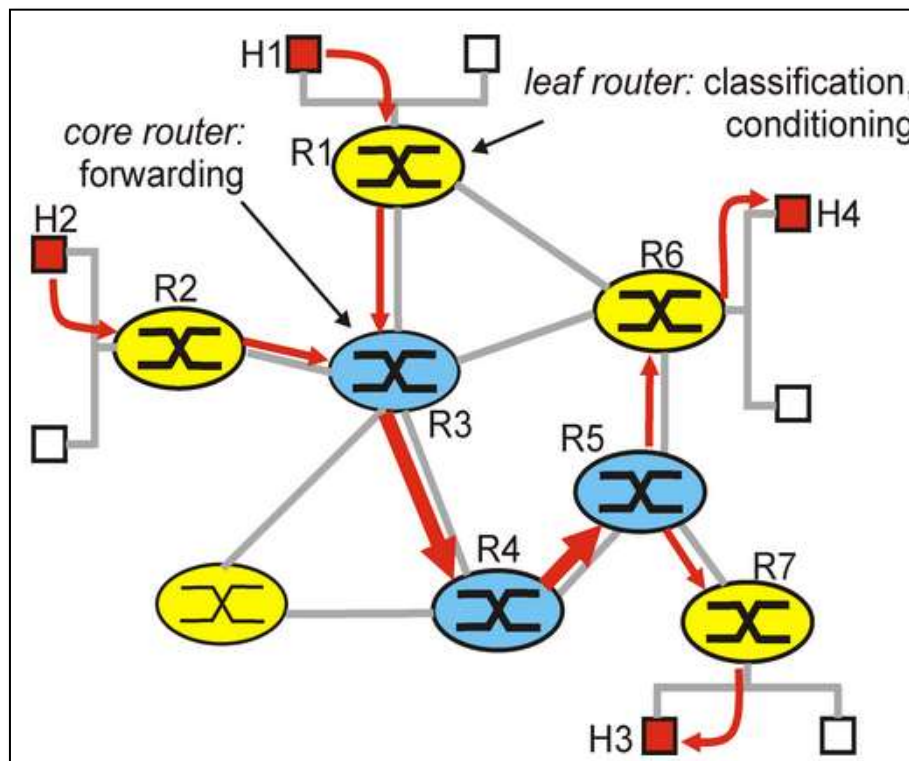 H1
leaf router: classification,
conditioning
core router:
forwarding
R1
H2
H4
R2
R6
R3
R5
R4
R7
H3